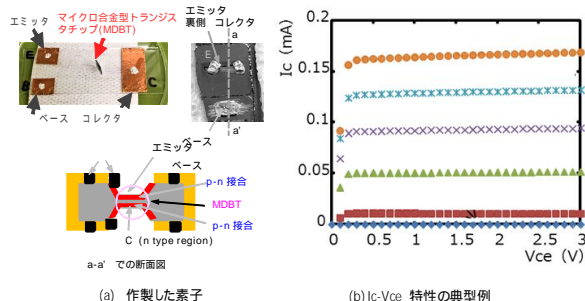 エミッタ
マイクロ合金型トランジス
タチップ(MDBT)
エミッタ
裏側
コレクタ
a
E
E
B
C
ベース
コレクタ
ベース
a'
エミッタ
ベース
p-n 接合
MDBT
p-n 接合
C (n type region)
a-a' での断面図
(a) 作製した素子
Ic (mA)
0.2
0.15
0.1
0.05
0
0
0.5
1
1.5
2
2.5
3
Vce (V)
(b)Ic-Vce 特性の典型例